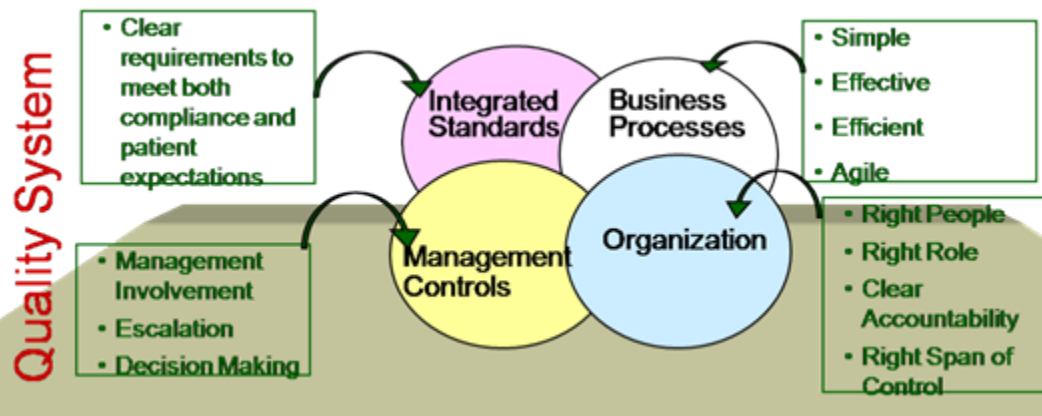 Quality System
• Clear
requirements to
meet both
compliance and
patient
expectations
Integrated
Standards
Business
Processes
• Simple
• Effective
• Efficient
• Agile
• Management
Involvement
• Escalation
• Decision Making
Management
Controls
Organization
• Right People
• Right Role
• Clear
Accountability
• Right Span of
Control